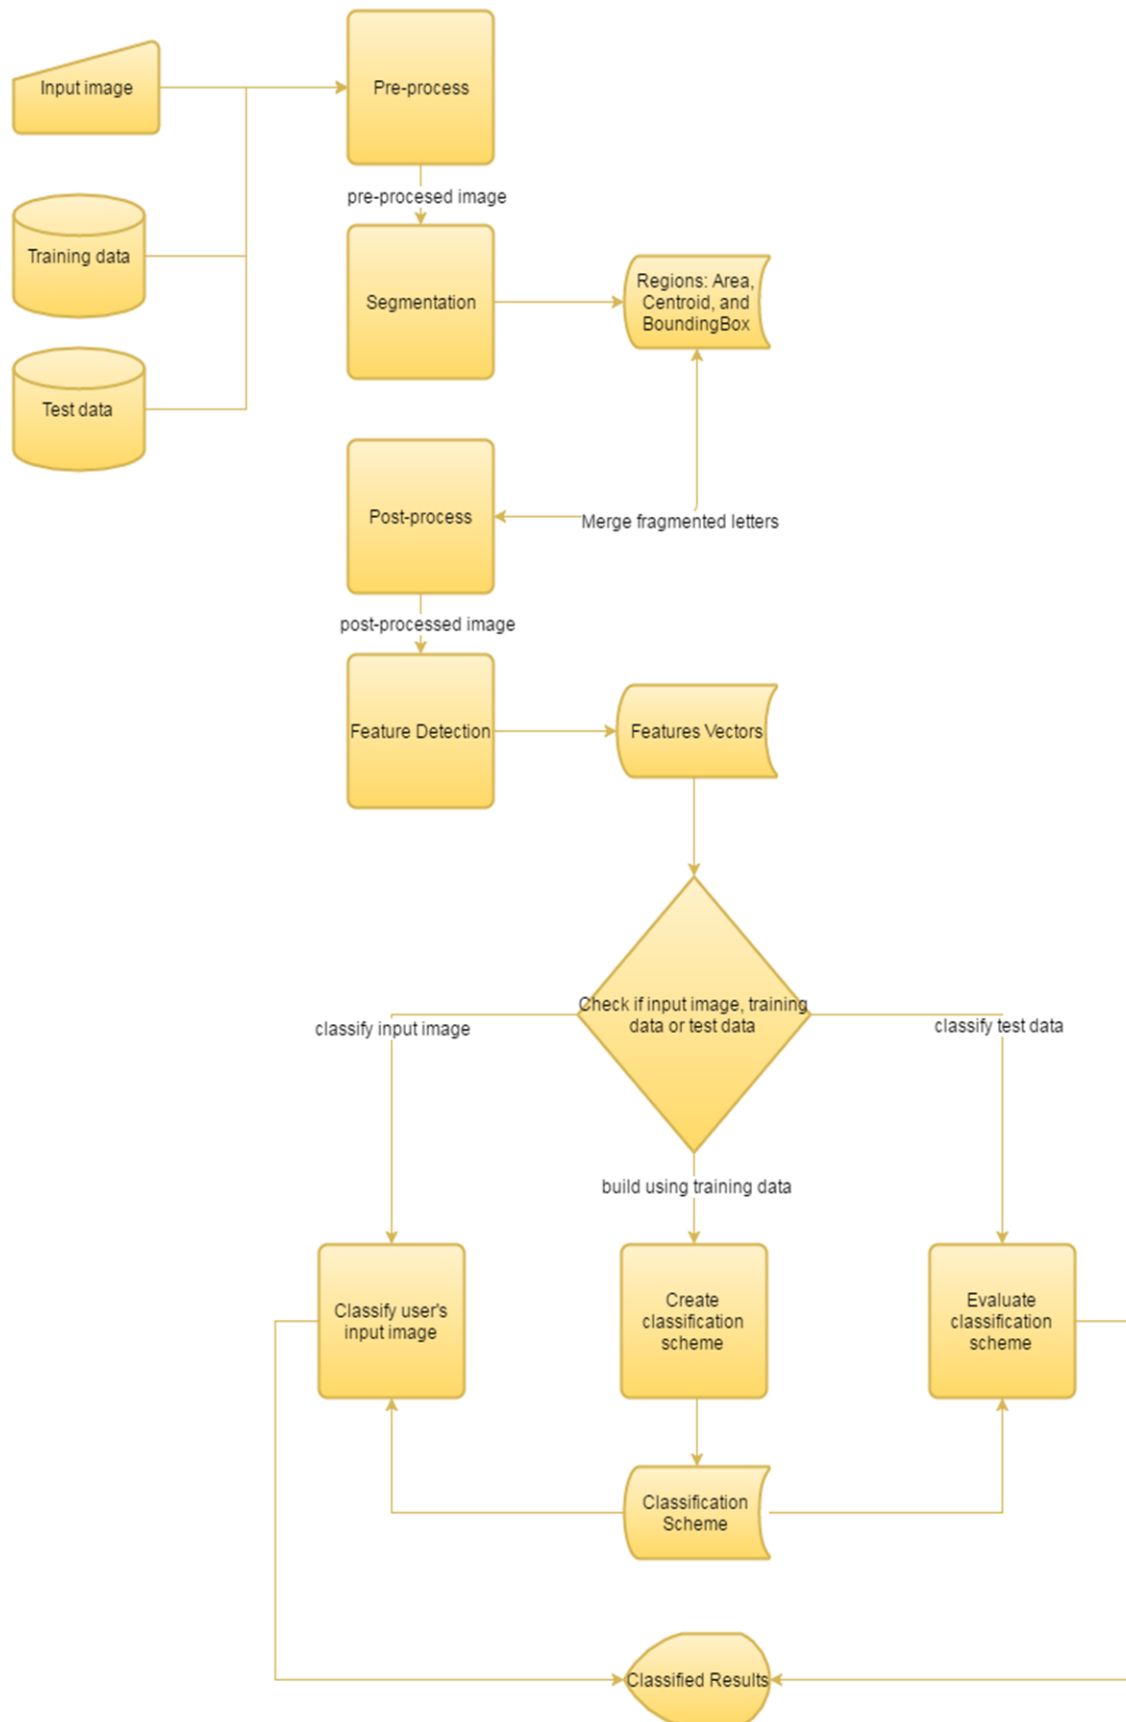 Input image
Pre-process
pre-procesed image
Training data
Segmentation
Regions: Area,
Centroid, and
BoundingBox
Test data
Post-process
Merge fragmented letters
post-processed image
Feature Detection
Features Vectors
Check if input image, training
data or test data
classify input image
classify test data
build using training data
Classify user's
input image
Create
classification
scheme
Evaluate
classification
scheme
Classification
Scheme
Classified Results